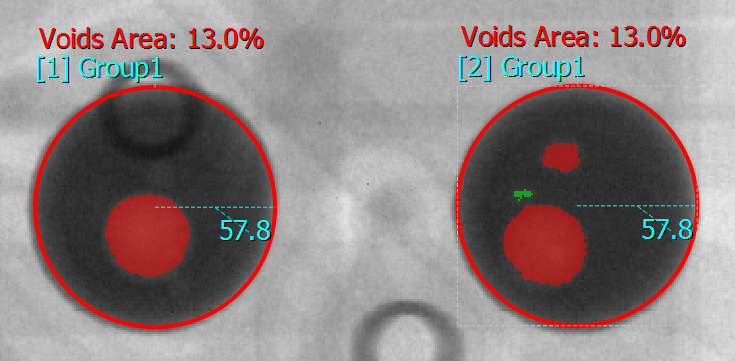 Voids Area: 13.0%
[1] Group1
57.8
Voids Area: 13.0%
[2] Group1
57.8